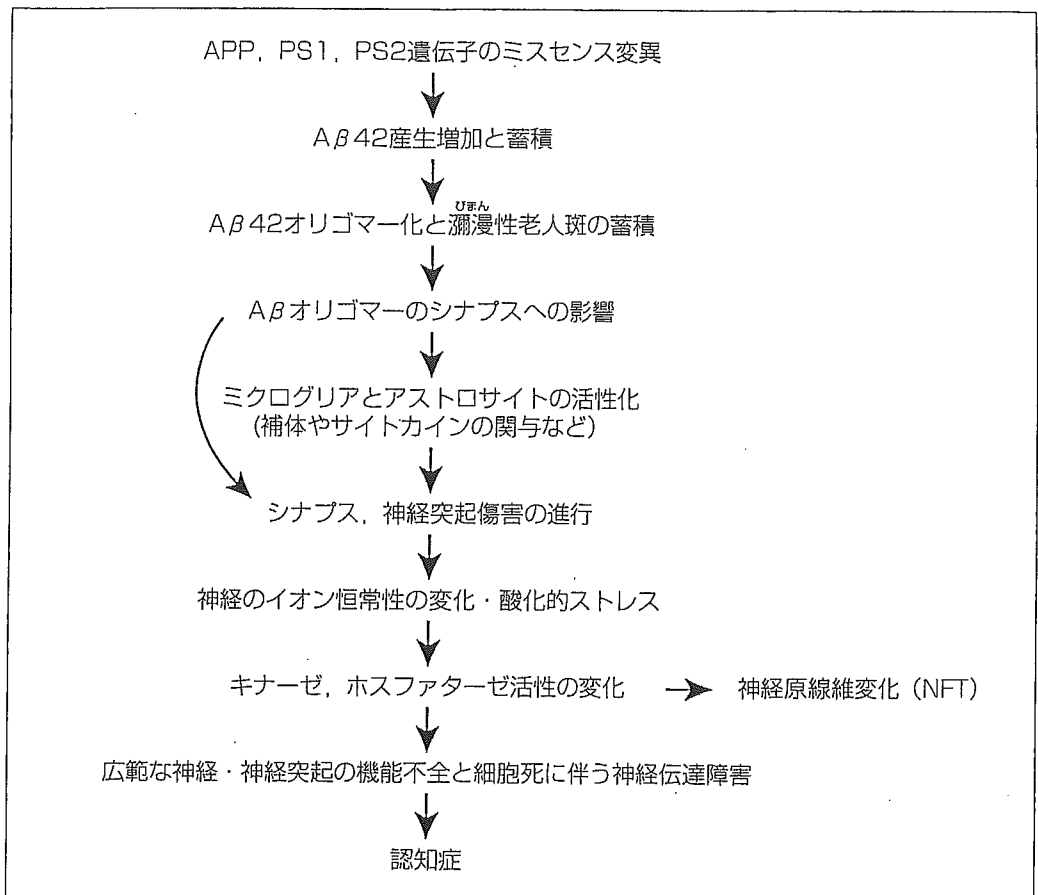 APP, PS1, PS2遺伝子のミスセンス変異
Aβ42産生増加と蓄積
びまん
Aβ42オリゴマー化と瀰漫性老人斑の蓄積
Aβオリゴマーのシナプスへの影響
ミクログリアとアストロサイトの活性化
(補体やサイトカインの関与など)
シナプス, 神経突起傷害の進行
神経のイオン恒常性の変化・酸化的ストレス
キナーゼ, ホスファターゼ活性の変化 神経原線維変化 (NFT)
広範な神経・神経突起の機能不全と細胞死に伴う神経伝達障害
認知症